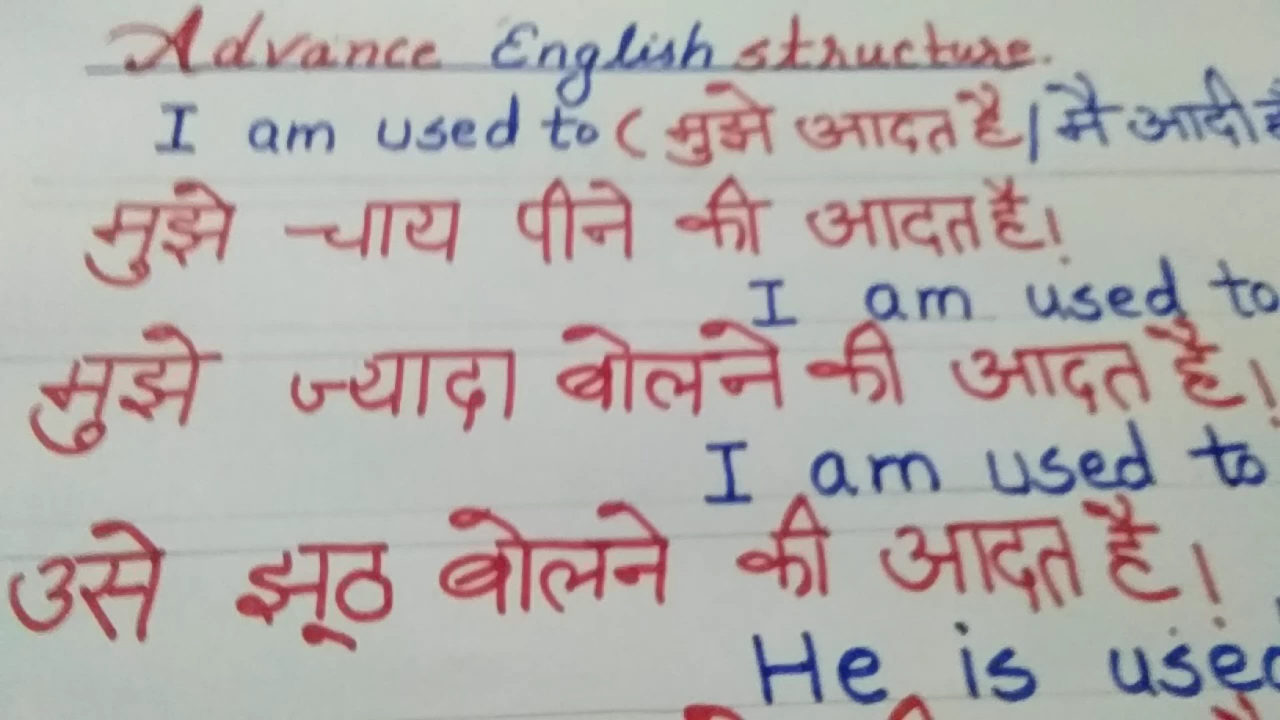 Advance English structure.
I am used to (मुझे आदत है/मै आदी
मुझे चाय पीने की आदत है।
I am used to
मुझे ज्यादा बोलने की आदत है।
I am used to
उसे झूठ बोलने की आदत है।
He is used